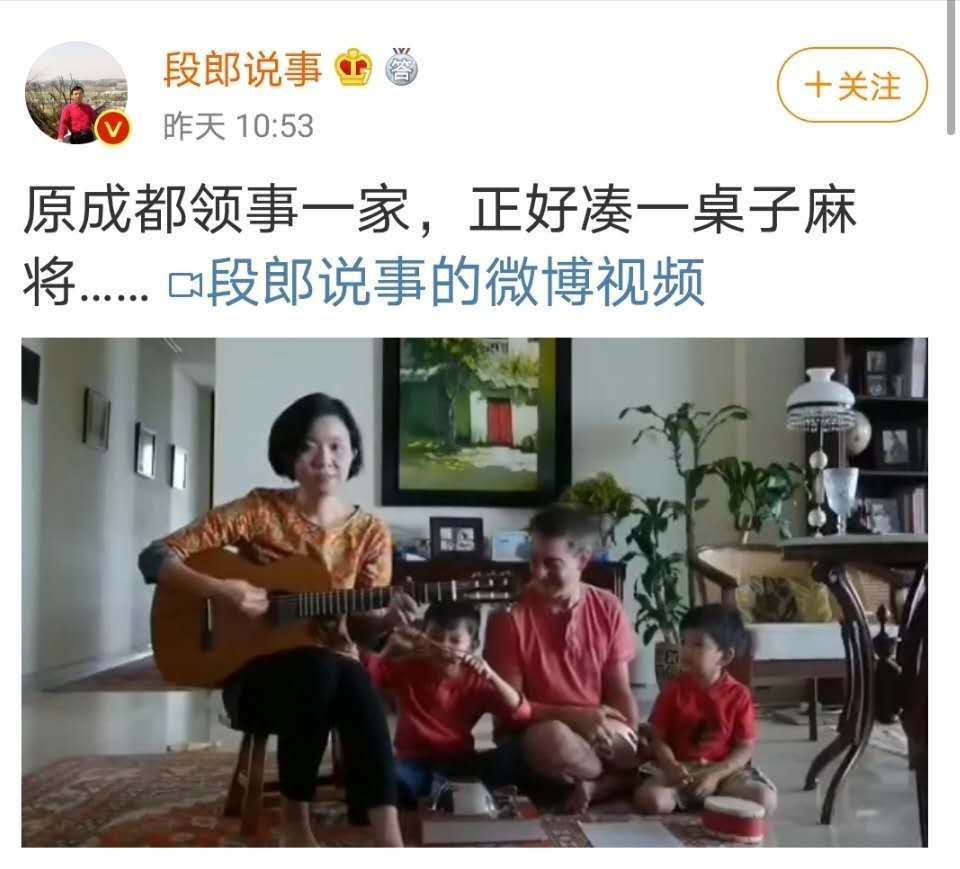 段郎说事 答
+关注
昨天 10:53
原成都领事一家，正好凑一桌子麻
将…… 段郎说事的微博视频